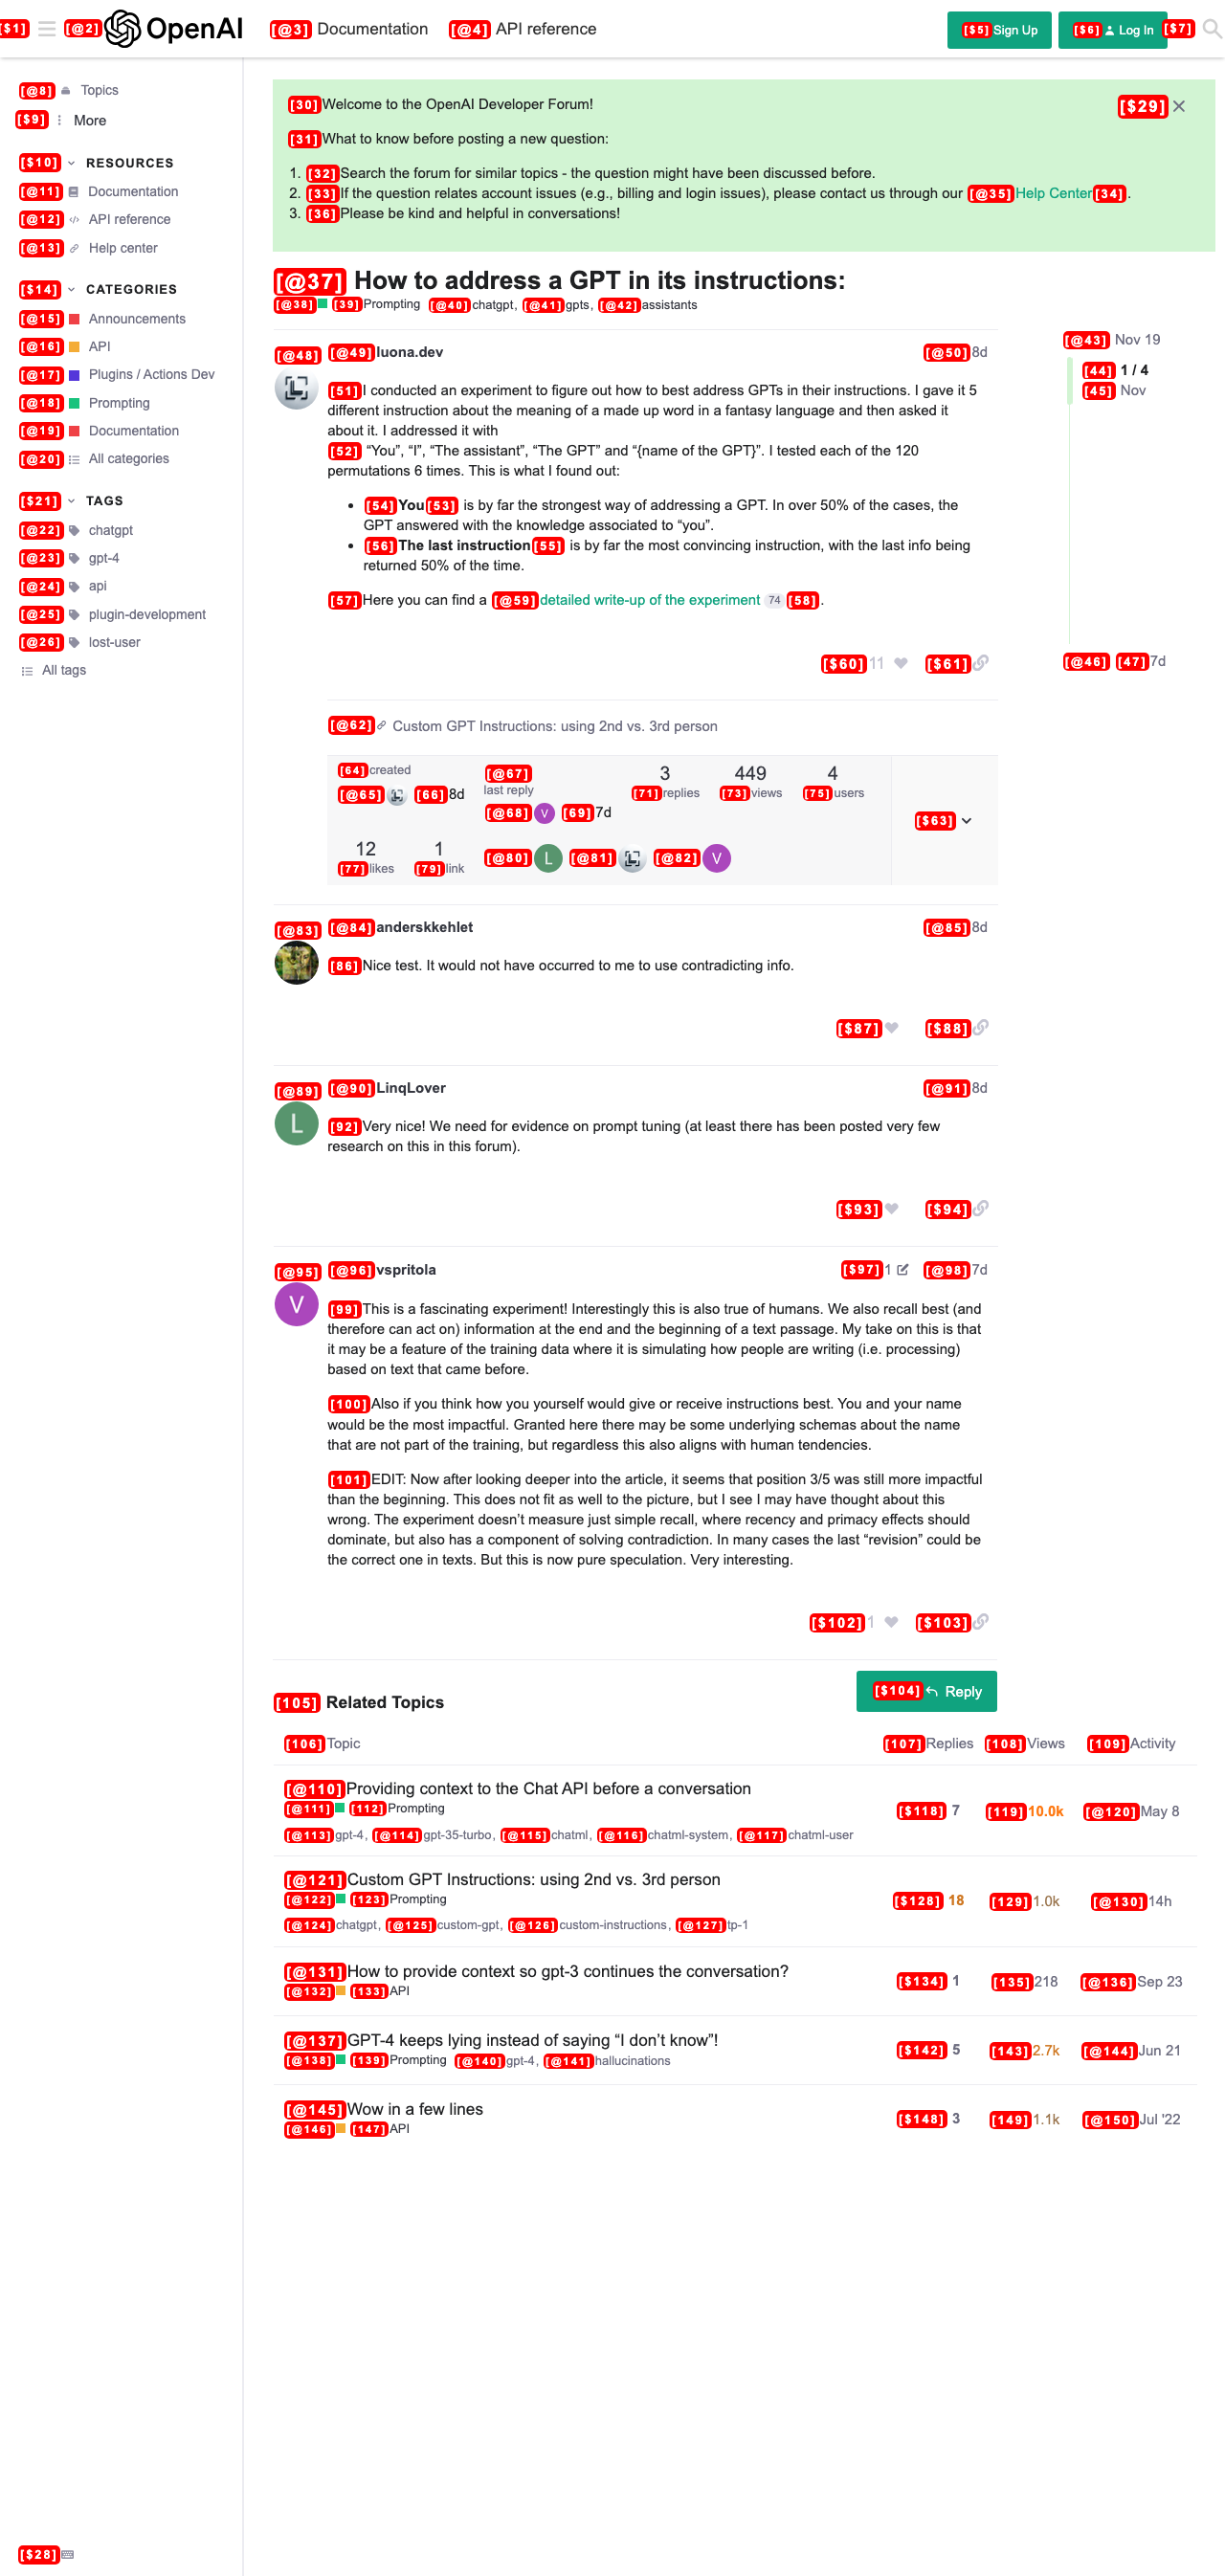 [$1] [@2] OpenAI [@3] Documentation [@4] API reference [$5] Sign Up [$6] Log In [$7]
[@8] Topics
[$9] More
[$10] RESOURCES
[@11] Documentation
[@12] API reference
[@13] Help center
[$14] CATEGORIES
[@15] Announcements
[@16] API
[@17] Plugins / Actions Dev
[@18] Prompting
[@19] Documentation
[@20] All categories
[$21] TAGS
[@22] chatgpt
[@23] gpt-4
[@24] api
[@25] plugin-development
[@26] lost-user
All tags
[$28]
[30] Welcome to the OpenAI Developer Forum! [$29]
[31] What to know before posting a new question:
1. [32] Search the forum for similar topics - the question might have been discussed before.
2. [33] If the question relates account issues (e.g., billing and login issues), please contact us through our [@35] Help Center [34] .
3. [36] Please be kind and helpful in conversations!
[@37] How to address a GPT in its instructions:
[@38] [39] Prompting [@40] chatgpt, [@41] gpts, [@42] assistants
[@43] Nov 19
[44] 1 / 4
[45] Nov
[@46] [47] 7d
[@48] [@49] luona.dev [@50] 8d
[51] I conducted an experiment to figure out how to best address GPTs in their instructions. I gave it 5
different instruction about the meaning of a made up word in a fantasy language and then asked it
about it. I addressed it with
[52] “You”, “I”, “The assistant”, “The GPT” and “{name of the GPT}”. I tested each of the 120
permutations 6 times. This is what I found out:
• [54] You [53] is by far the strongest way of addressing a GPT. In over 50% of the cases, the
GPT answered with the knowledge associated to “you”.
• [56] The last instruction [55] is by far the most convincing instruction, with the last info being
returned 50% of the time.
[57] Here you can find a [@59] detailed write-up of the experiment 74 [58] .
[$60] 11 [$61]
[@62] Custom GPT Instructions: using 2nd vs. 3rd person
[64] created
[@65] [66] 8d
[@67]
last reply
[@68] V [69] 7d
3
[71] replies
449
[73] views
4
[75] users
[$63]
12
[77] likes
1
[79] link
[@80] L [@81] [@82] V
[@83] [@84] anderskkehlet [@85] 8d
[86] Nice test. It would not have occurred to me to use contradicting info.
[$87] [$88]
[@89] [@90] LinqLover [@91] 8d
L
[92] Very nice! We need for evidence on prompt tuning (at least there has been posted very few
research on this in this forum).
[$93] [$94]
[@95] [@96] vspritola [$97] 1 [@98] 7d
V
[99] This is a fascinating experiment! Interestingly this is also true of humans. We also recall best (and
therefore can act on) information at the end and the beginning of a text passage. My take on this is that
it may be a feature of the training data where it is simulating how people are writing (i.e. processing)
based on text that came before.
[100] Also if you think how you yourself would give or receive instructions best. You and your name
would be the most impactful. Granted here there may be some underlying schemas about the name
that are not part of the training, but regardless this also aligns with human tendencies.
[101] EDIT: Now after looking deeper into the article, it seems that position 3/5 was still more impactful
than the beginning. This does not fit as well to the picture, but I see I may have thought about this
wrong. The experiment doesn’t measure just simple recall, where recency and primacy effects should
dominate, but also has a component of solving contradiction. In many cases the last “revision” could be
the correct one in texts. But this is now pure speculation. Very interesting.
[$102] 1 [$103]
[$104] Reply
[105] Related Topics
[106] Topic [107] Replies [108] Views [109] Activity
[@110] Providing context to the Chat API before a conversation
[@111] [112] Prompting
[@113] gpt-4, [@114] gpt-35-turbo, [@115] chatml, [@116] chatml-system, [@117] chatml-user
[$118] 7 [119] 10.0k [@120] May 8
[@121] Custom GPT Instructions: using 2nd vs. 3rd person
[@122] [123] Prompting
[@124] chatgpt, [@125] custom-gpt, [@126] custom-instructions, [@127] tp-1
[$128] 18 [129] 1.0k [@130] 14h
[@131] How to provide context so gpt-3 continues the conversation?
[@132] [133] API
[$134] 1 [135] 218 [@136] Sep 23
[@137] GPT-4 keeps lying instead of saying “I don’t know”!
[@138] [139] Prompting [@140] gpt-4, [@141] hallucinations
[$142] 5 [143] 2.7k [@144] Jun 21
[@145] Wow in a few lines
[@146] [147] API
[$148] 3 [149] 1.1k [@150] Jul '22